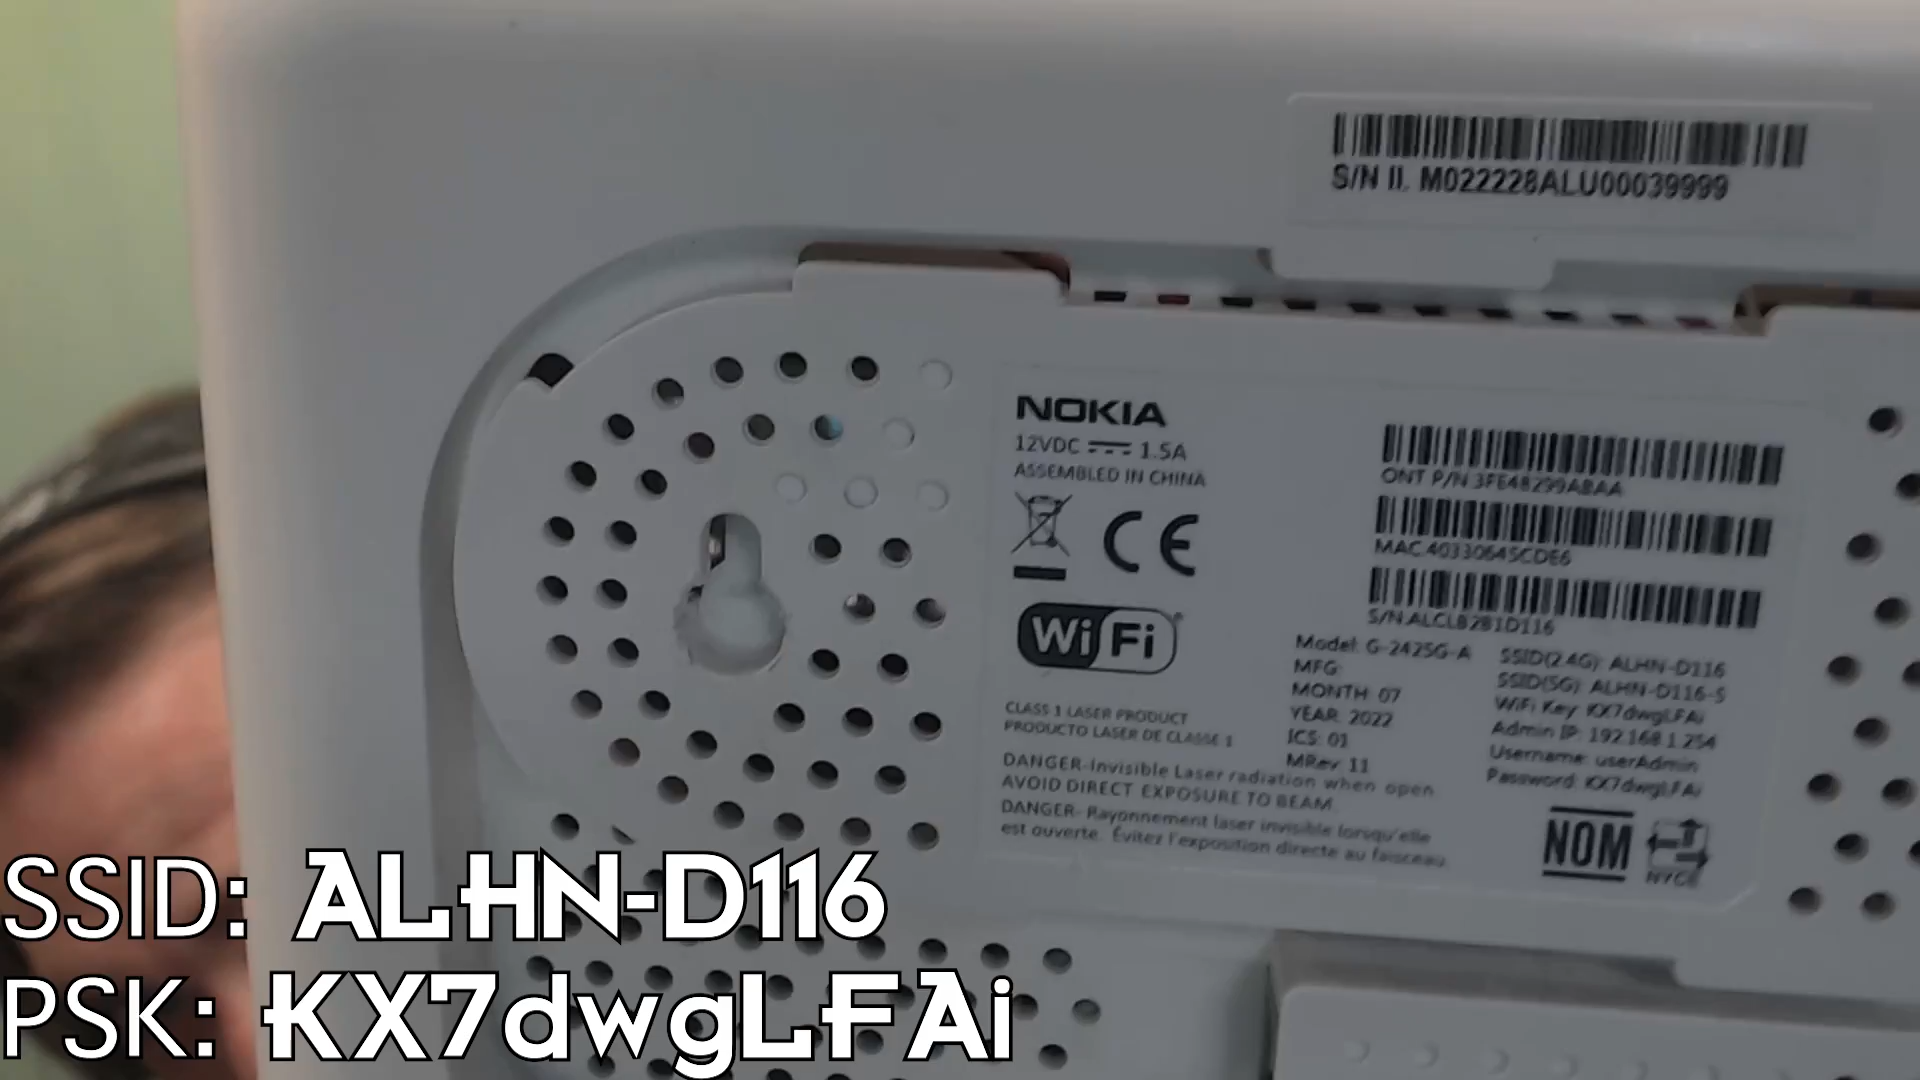 S/N II. M022228ALU00039999
NOKIA
12VDC 1.5A
ASSEMBLED IN CHINA
CE
WiFi
CLASS 1 LASER PRODUCT
PRODUCTO LASER DE CLASSE 1
DANGER-Invisible Laser radiation when open
AVOID DIRECT EXPOSURE TO BEAM.
DANGER- Rayonnement laser invisible lorsqu'elle
est ouverte. Évitez l'exposition directe au faisceau.
ONT P/N 3FE48299ABAA
MAC 40330645CDE6
S/N ALCLB281D116
Model: G-2425G-A
MFG:
MONTH: 07
YEAR: 2022
ICS: 01
MRev: 11
SSID(2.4G): ALHN-D116
SSID(5G): ALHN-D116-5
WiFi Key: KX7dwgLFAi
Admin IP: 192.168.1.254
Username: userAdmin
Password: KX7dwgLFAi
NOM
NYCE
SSID: ALHN-D116
PSK: KX7dwgLFAi